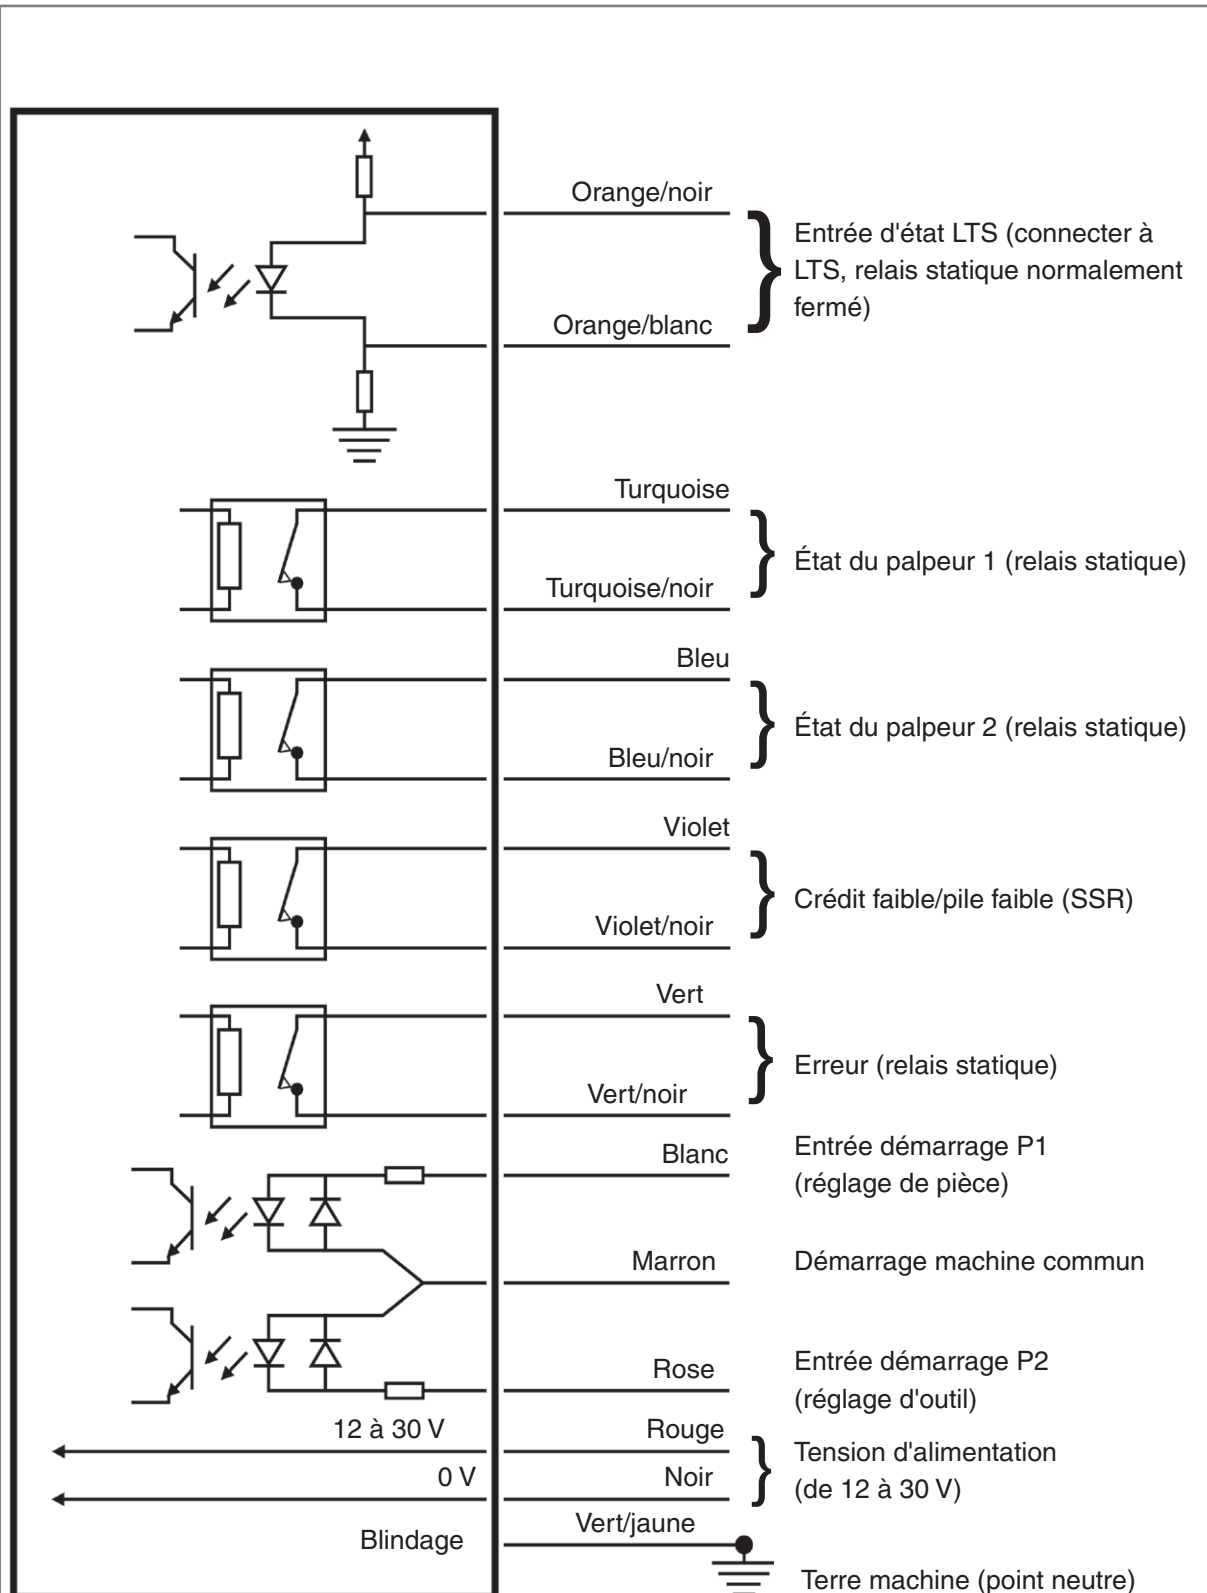 Orange/noir
Entrée d'état LTS (connecter à
LTS, relais statique normalement
fermé)
Orange/blanc
Turquoise
État du palpeur 1 (relais statique)
Turquoise/noir
Bleu
État du palpeur 2 (relais statique)
Bleu/noir
Violet
Crédit faible/pile faible (SSR)
Violet/noir
Vert
Erreur (relais statique)
Vert/noir
Blanc
Entrée démarrage P1
(réglage de pièce)
Marron
Démarrage machine commun
Rose
Entrée démarrage P2
(réglage d'outil)
12 à 30 V
Rouge
0 V
Noir
Tension d'alimentation
(de 12 à 30 V)
Vert/jaune
Blindage
Terre machine (point neutre)